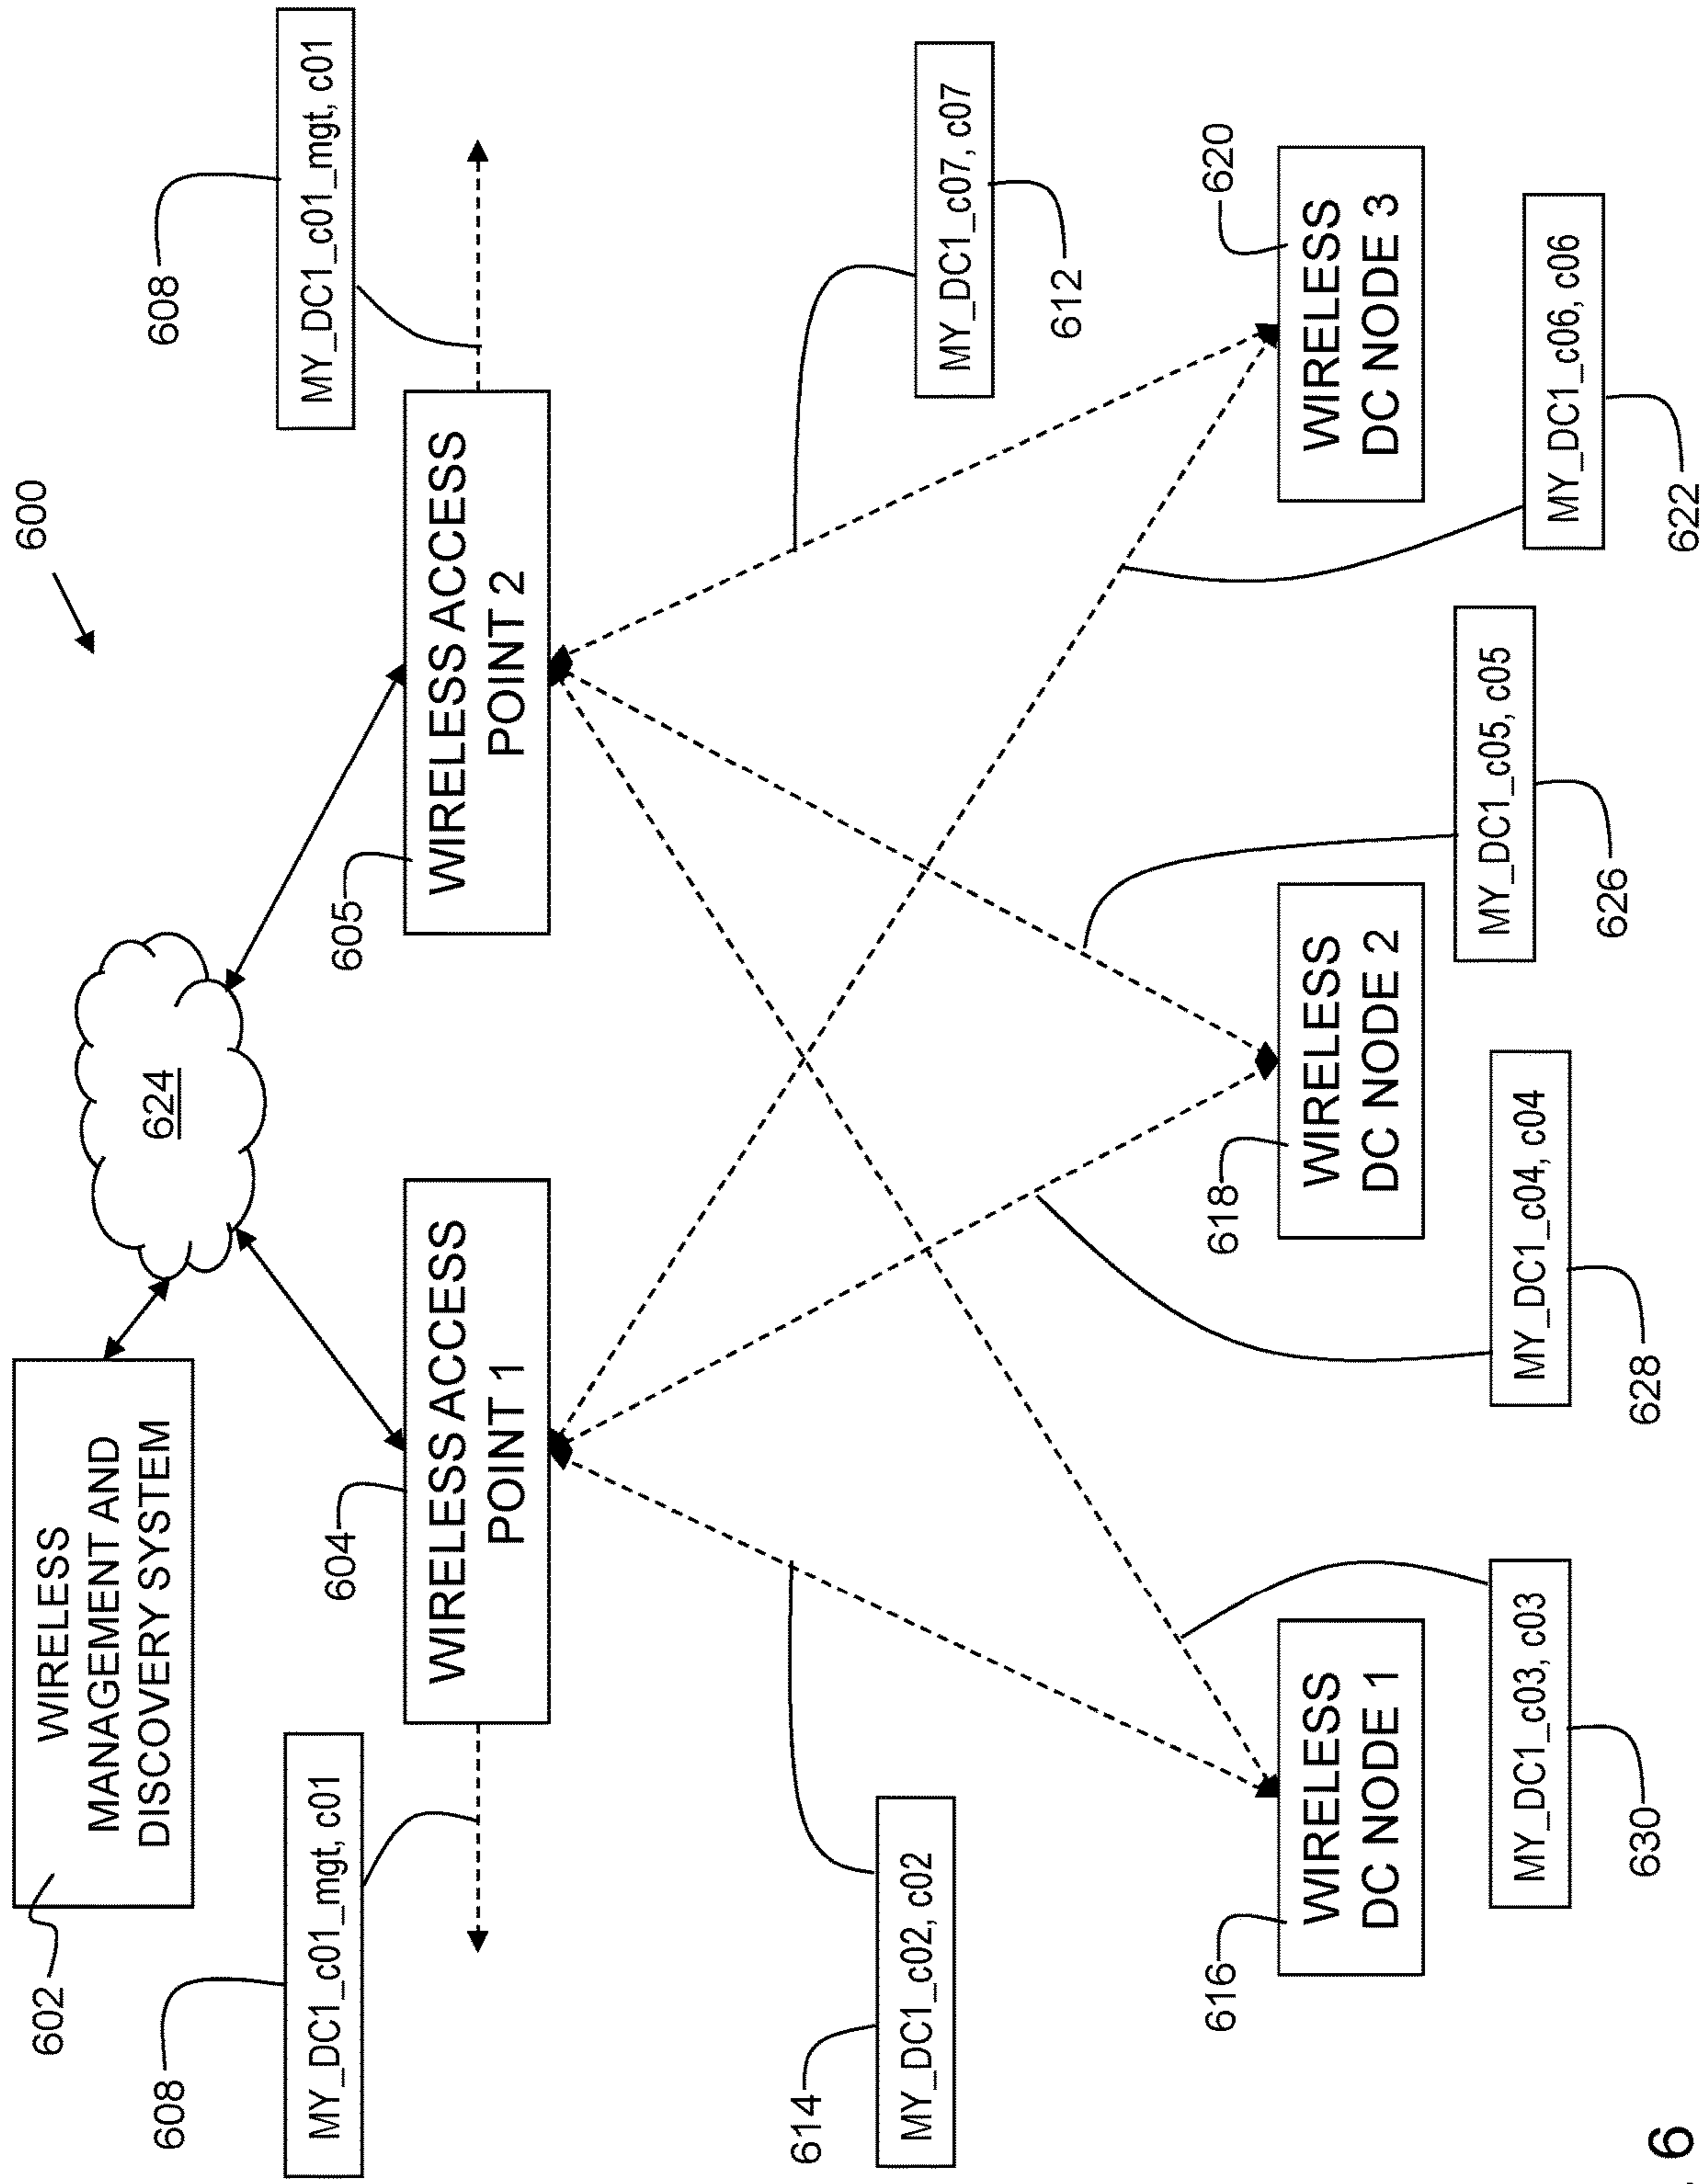 600
602
WIRELESS
MANAGEMENT AND
DISCOVERY SYSTEM
624
608
MY_DC1_c01_mgt, c01
608
MY_DC1_c01_mgt, c01
604
WIRELESS ACCESS
POINT 1
605
WIRELESS ACCESS
POINT 2
614
MY_DC1_c02, c02
MY_DC1_c07, c07
612
616
WIRELESS
DC NODE 1
618
WIRELESS
DC NODE 2
620
WIRELESS
DC NODE 3
MY_DC1_c03, c03
630
MY_DC1_c04, c04
628
MY_DC1_c05, c05
626
MY_DC1_c06, c06
622
6